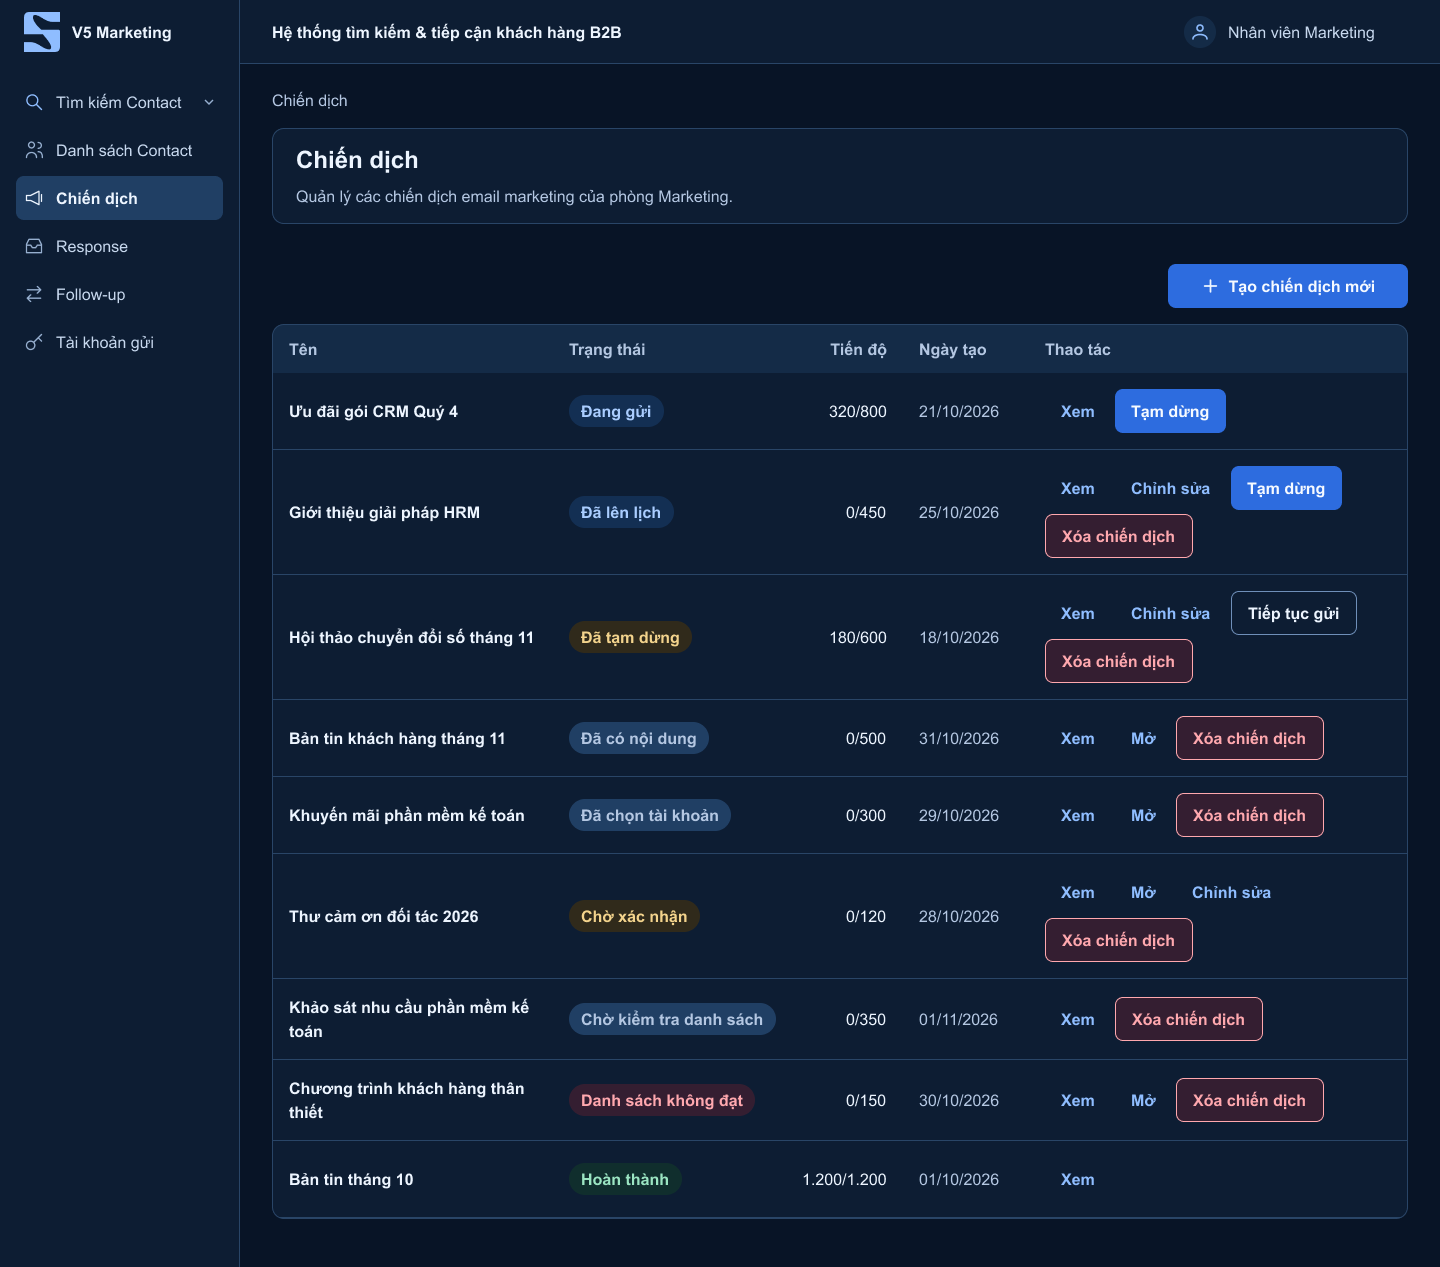 V5 Marketing
Hệ thống tìm kiếm & tiếp cận khách hàng B2B
Nhân viên Marketing
Tìm kiếm Contact
Danh sách Contact
Chiến dịch
Response
Follow-up
Tài khoản gửi
Chiến dịch
Chiến dịch
Quản lý các chiến dịch email marketing của phòng Marketing.
Tạo chiến dịch mới
Tên Trạng thái Tiến độ Ngày tạo Thao tác
Ưu đãi gói CRM Quý 4 Đang gửi 320/800 21/10/2026 Xem Tạm dừng
Giới thiệu giải pháp HRM Đã lên lịch 0/450 25/10/2026 Xem Chỉnh sửa Tạm dừng
Xóa chiến dịch
Hội thảo chuyển đổi số tháng 11 Đã tạm dừng 180/600 18/10/2026 Xem Chỉnh sửa Tiếp tục gửi
Xóa chiến dịch
Bản tin khách hàng tháng 11 Đã có nội dung 0/500 31/10/2026 Xem Mở Xóa chiến dịch
Khuyến mãi phần mềm kế toán Đã chọn tài khoản 0/300 29/10/2026 Xem Mở Xóa chiến dịch
Thư cảm ơn đối tác 2026 Chờ xác nhận 0/120 28/10/2026 Xem Mở Chỉnh sửa
Xóa chiến dịch
Khảo sát nhu cầu phần mềm kế
toán Chờ kiểm tra danh sách 0/350 01/11/2026 Xem Xóa chiến dịch
Chương trình khách hàng thân
thiết Danh sách không đạt 0/150 30/10/2026 Xem Mở Xóa chiến dịch
Bản tin tháng 10 Hoàn thành 1.200/1.200 01/10/2026 Xem